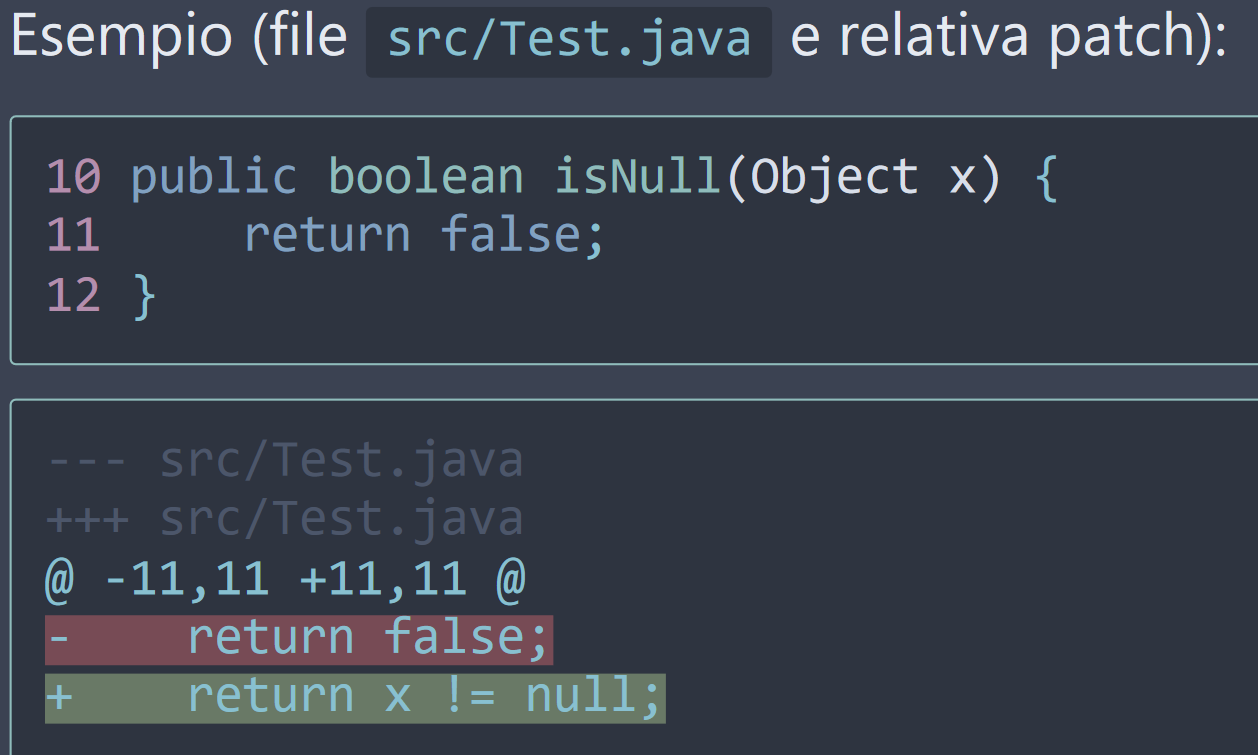 Esempio (file src/Test.java e relativa patch):
10 public boolean isNull(Object x) {
11     return false;
12 }
--- src/Test.java
+++ src/Test.java
@ -11,11 +11,11 @
-    return false;
+    return x != null;